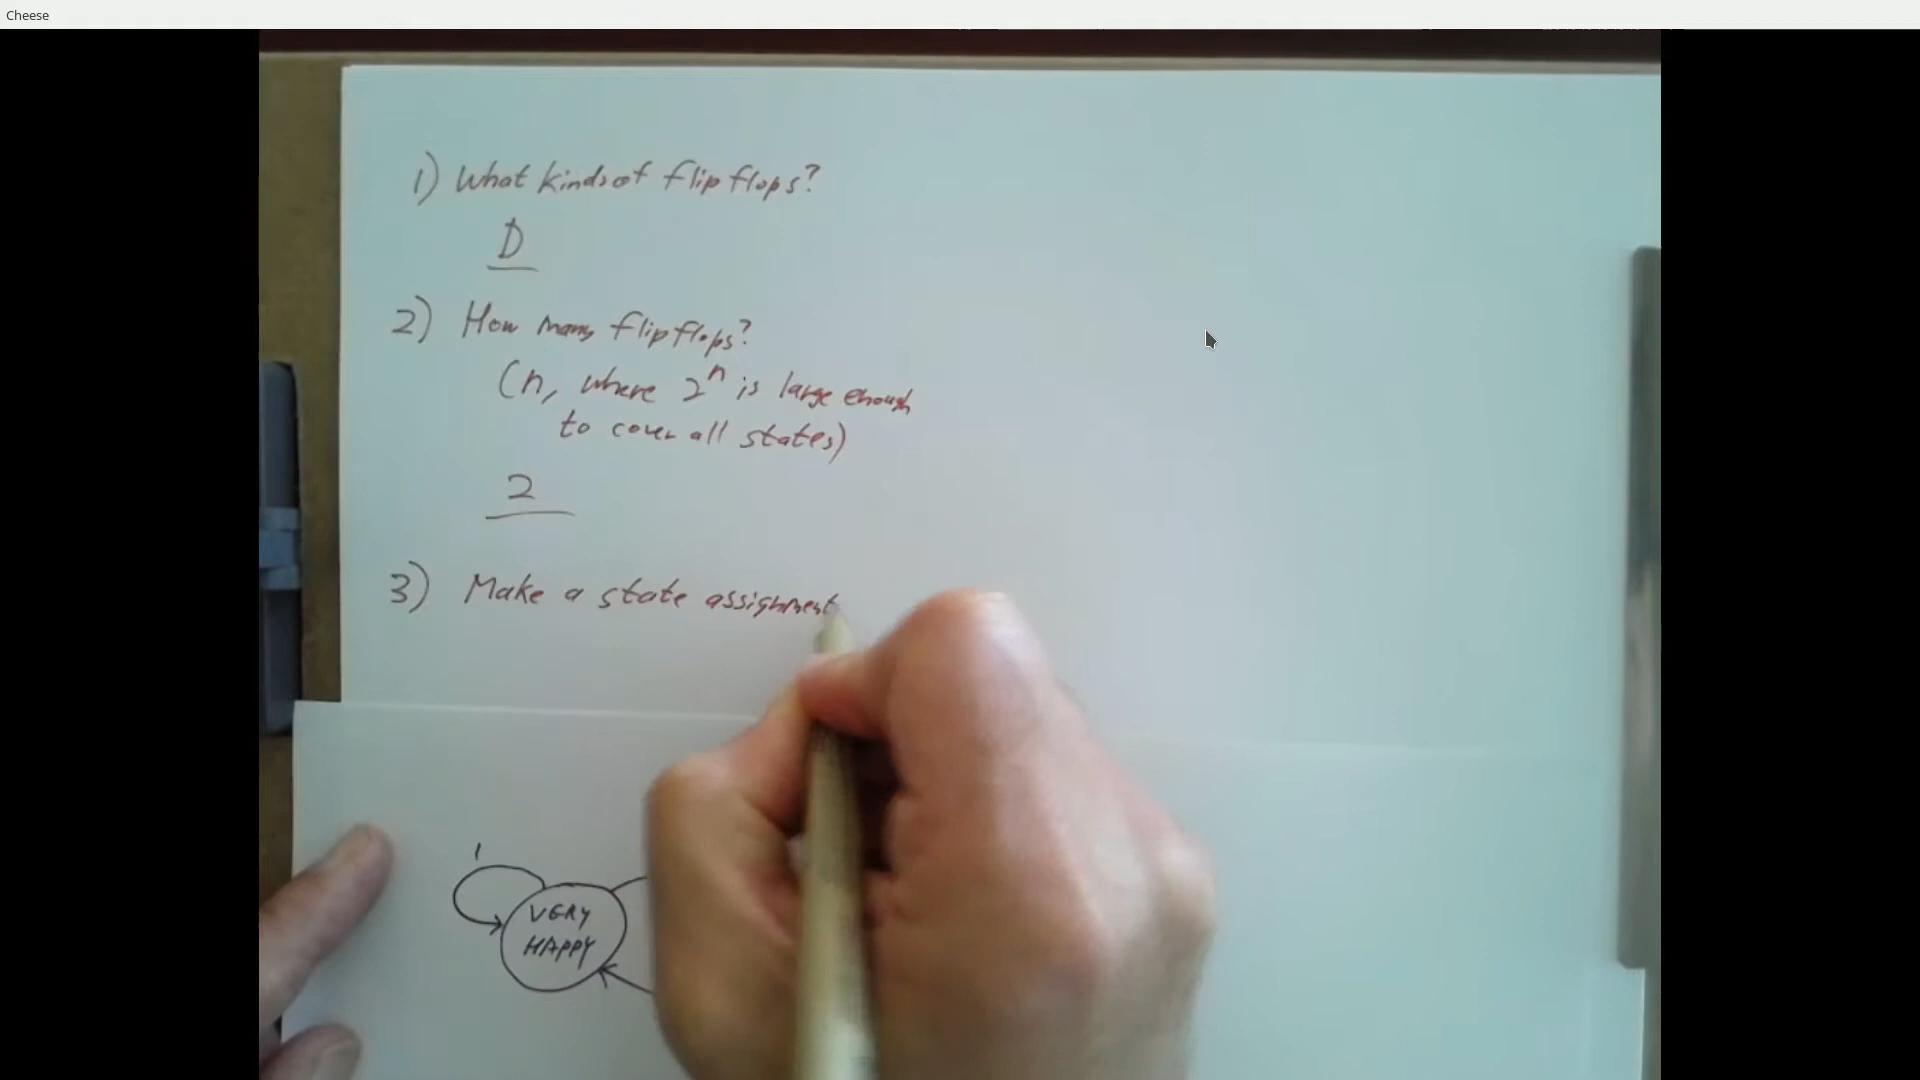 Cheese
1) What kinds of flip flops?
D
2) How many flip flops?
(n, where 2^n is large enough
to cover all states)
2
3) Make a state assignment
1
VERY
HAPPY